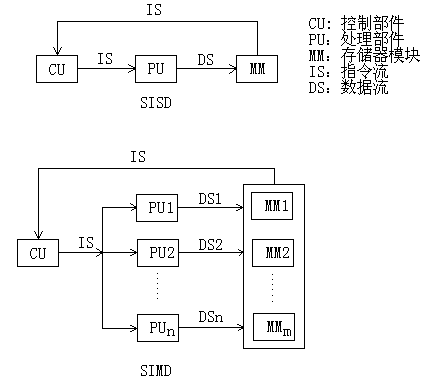 IS
CU
IS
PU
DS
MM
SISD
CU: 控制部件
PU: 处理部件
MM: 存储器模块
IS: 指令流
DS: 数据流
IS
CU
IS
PU1
DS1
MM1
PU2
DS2
MM2
PUn
DSn
MMm
SIMD